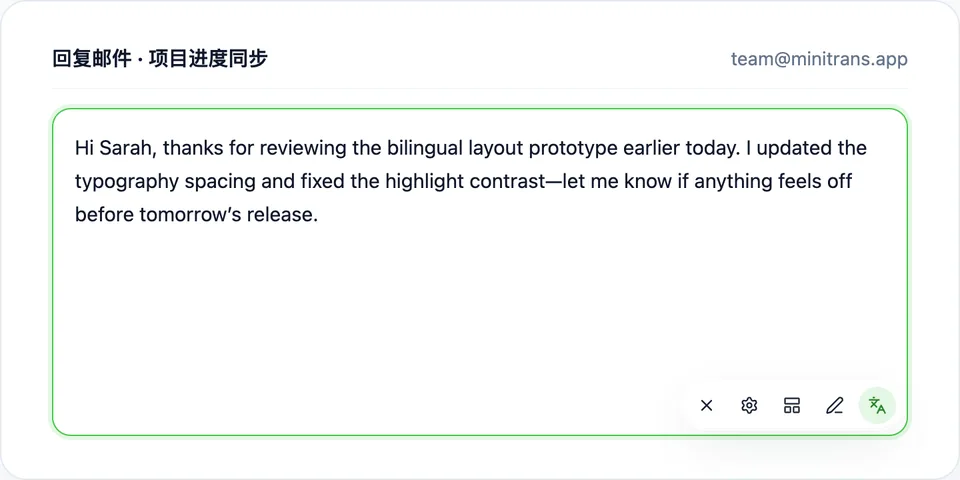 回复邮件 · 项目进度同步
team@minitrans.app
Hi Sarah, thanks for reviewing the bilingual layout prototype earlier today. I updated the
typography spacing and fixed the highlight contrast—let me know if anything feels off
before tomorrow’s release.